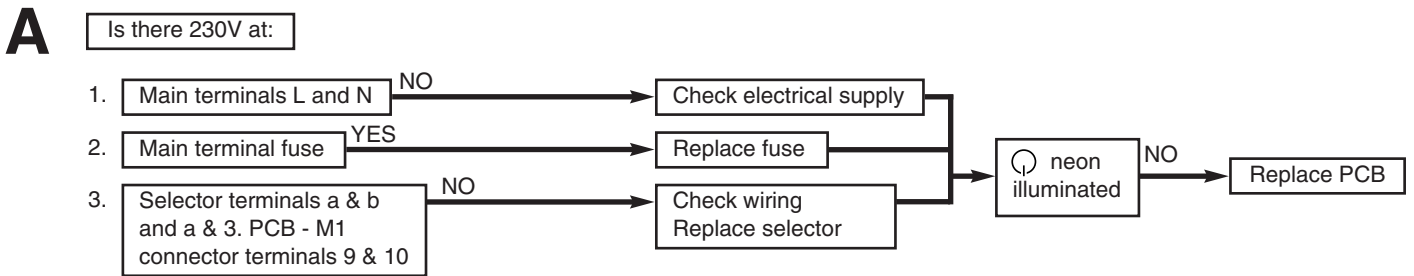 A
Is there 230V at:
1. Main terminals L and N
NO
Check electrical supply
2. Main terminal fuse
YES
Replace fuse
3. Selector terminals a & b
and a & 3. PCB - M1
connector terminals 9 & 10
NO
Check wiring
Replace selector
neon
illuminated
NO
Replace PCB